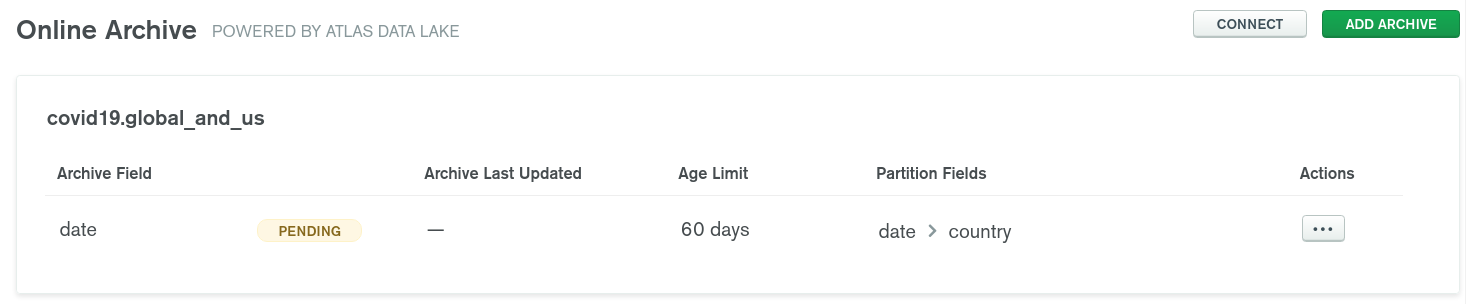 Online Archive POWERED BY ATLAS DATA LAKE CONNECT ADD ARCHIVE
covid19.global_and_us
Archive Field Archive Last Updated Age Limit Partition Fields Actions
date PENDING — 60 days date > country ...